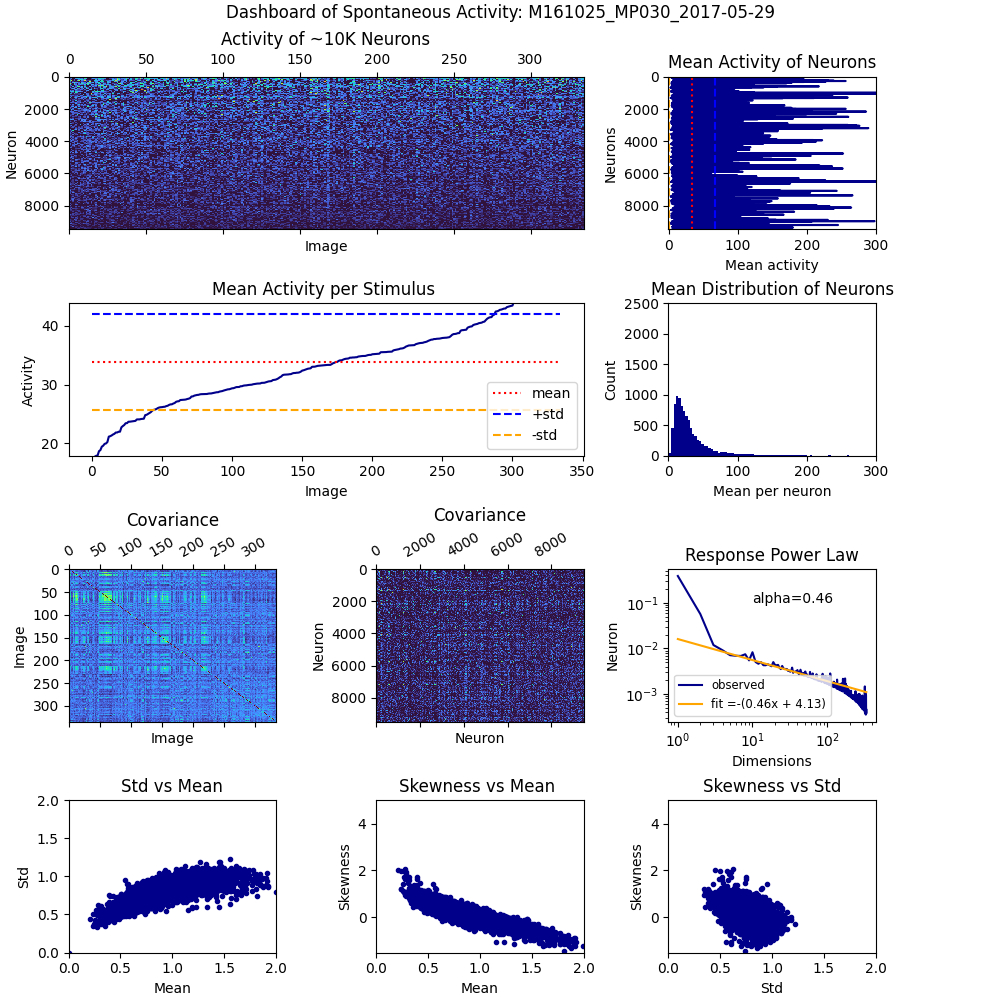 Dashboard of Spontaneous Activity: M161025_MP030_2017-05-29
Activity of ~10K Neurons
0 50 100 150 200 250 300
Neuron
0
2000
4000
6000
8000
Image
Mean Activity of Neurons
Neurons
0
2000
4000
6000
8000
0 100 200 300
Mean activity
Mean Activity per Stimulus
Activity
40
30
20
mean
+std
-std
0 50 100 150 200 250 300 350
Image
Mean Distribution of Neurons
Count
2500
2000
1500
1000
500
0
0 100 200 300
Mean per neuron
Covariance
0 50 100 150 200 250 300
Image
0
50
100
150
200
250
300
Image
Covariance
0 2000 4000 6000 8000
Neuron
0
2000
4000
6000
8000
Neuron
Response Power Law
alpha=0.46
Neuron
10⁻¹
10⁻²
10⁻³
observed
fit =-(0.46x + 4.13)
10⁰ 10¹ 10²
Dimensions
Std vs Mean
Std
2.0
1.5
1.0
0.5
0.0
0.0 0.5 1.0 1.5 2.0
Mean
Skewness vs Mean
Skewness
4
2
0
0.0 0.5 1.0 1.5 2.0
Mean
Skewness vs Std
Skewness
4
2
0
0.0 0.5 1.0 1.5 2.0
Std